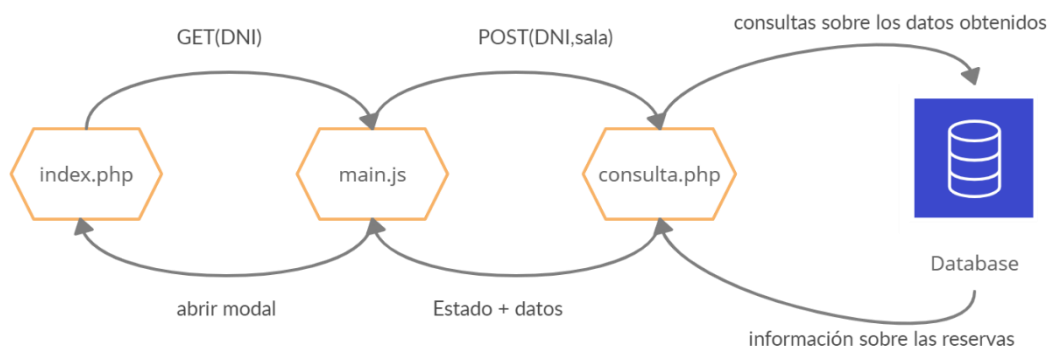 consultas sobre los datos obtenidos
GET(DNI)
POST(DNI,sala)
index.php
main.js
consulta.php
Database
abrir modal
Estado + datos
información sobre las reservas